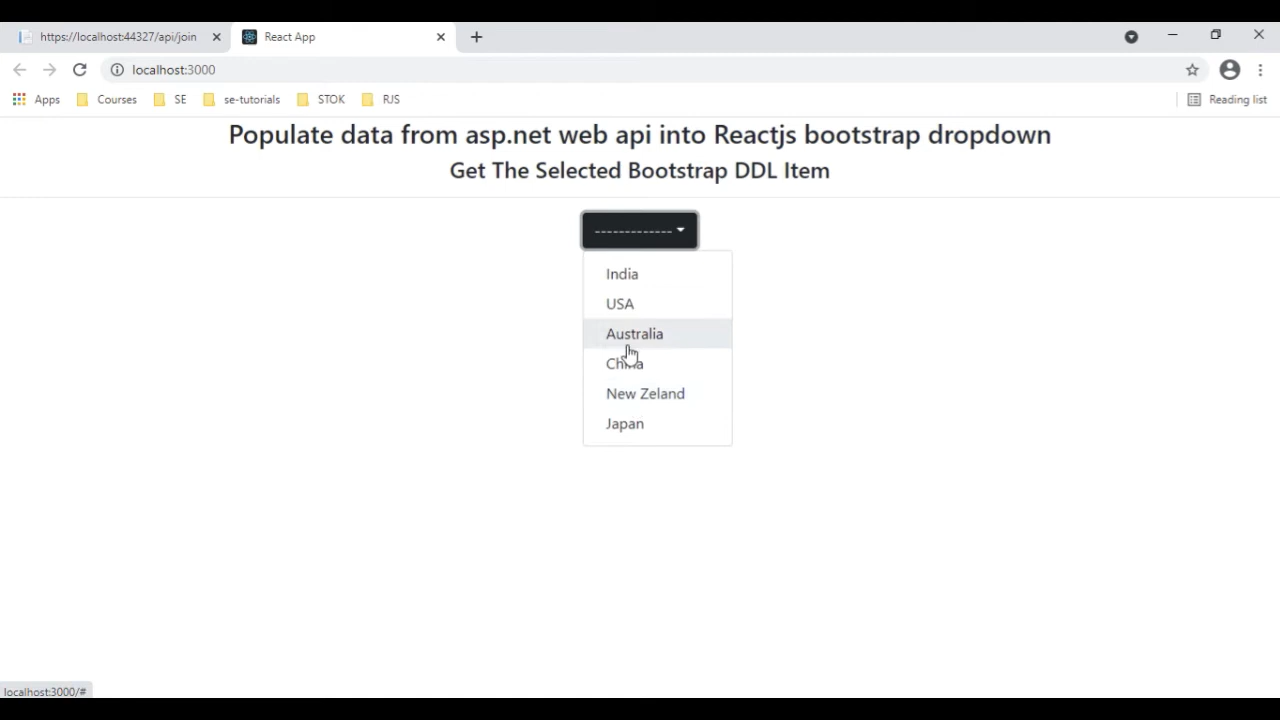 https://localhost:44327/api/join React App
localhost:3000
Apps Courses SE se-tutorials STOK RJS Reading list
Populate data from asp.net web api into Reactjs bootstrap dropdown
Get The Selected Bootstrap DDL Item
-------------
India
USA
Australia
China
New Zeland
Japan
localhost:3000/#